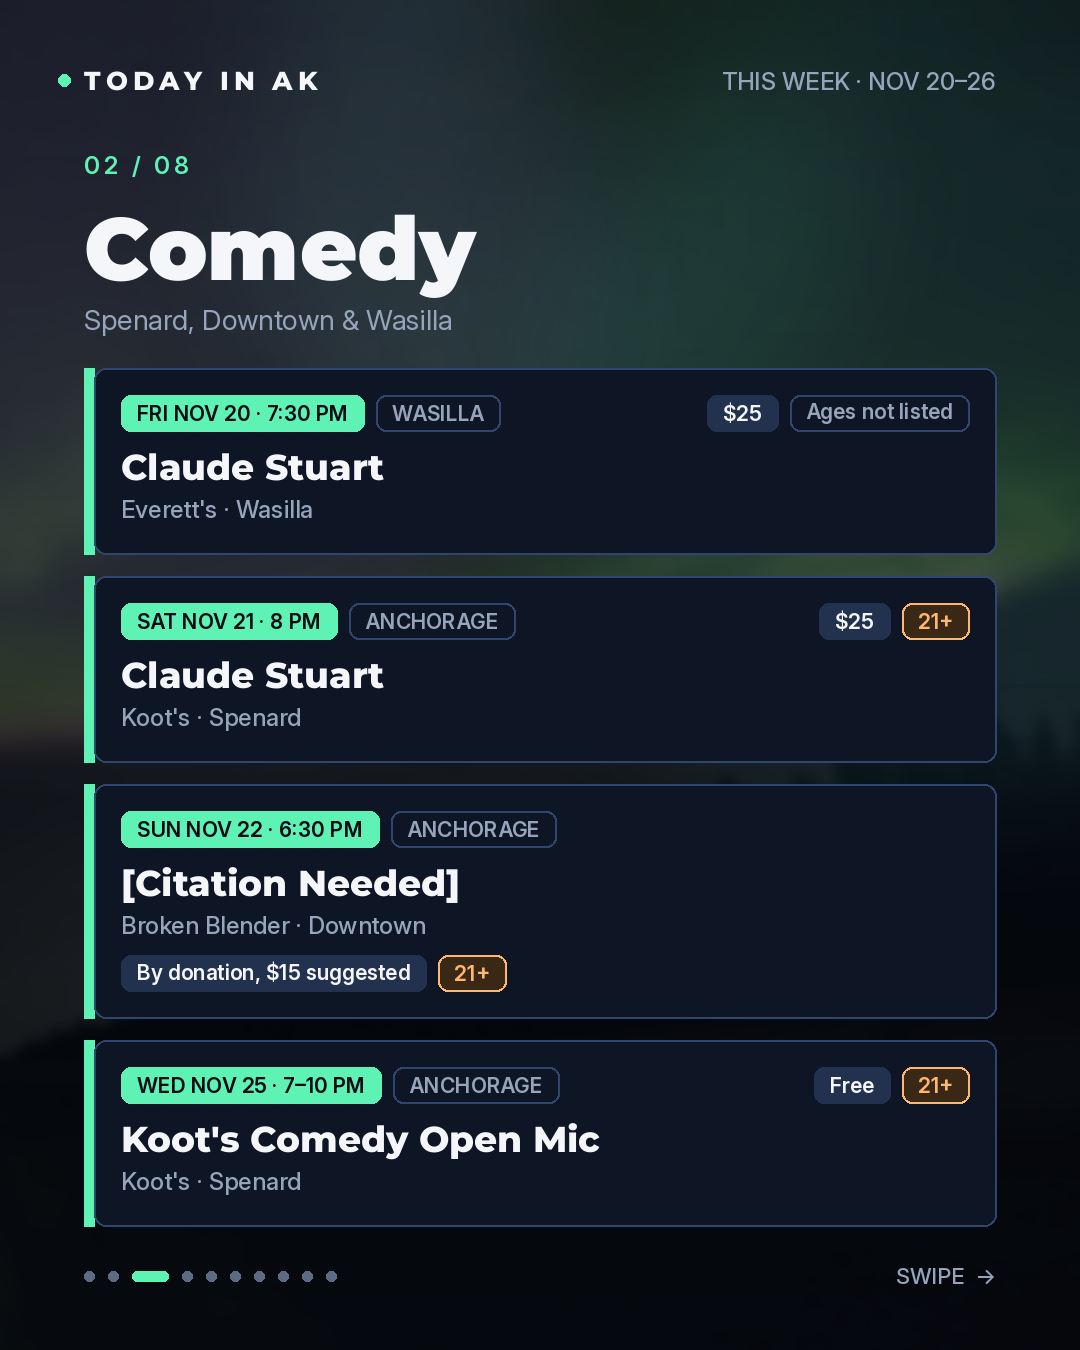 TODAY IN AK
THIS WEEK · NOV 20–26
02 / 08
Comedy
Spenard, Downtown & Wasilla
FRI NOV 20 · 7:30 PM WASILLA $25 Ages not listed
Claude Stuart
Everett's · Wasilla
SAT NOV 21 · 8 PM ANCHORAGE $25 21+
Claude Stuart
Koot's · Spenard
SUN NOV 22 · 6:30 PM ANCHORAGE
[Citation Needed]
Broken Blender · Downtown
By donation, $15 suggested 21+
WED NOV 25 · 7–10 PM ANCHORAGE Free 21+
Koot's Comedy Open Mic
Koot's · Spenard
SWIPE →